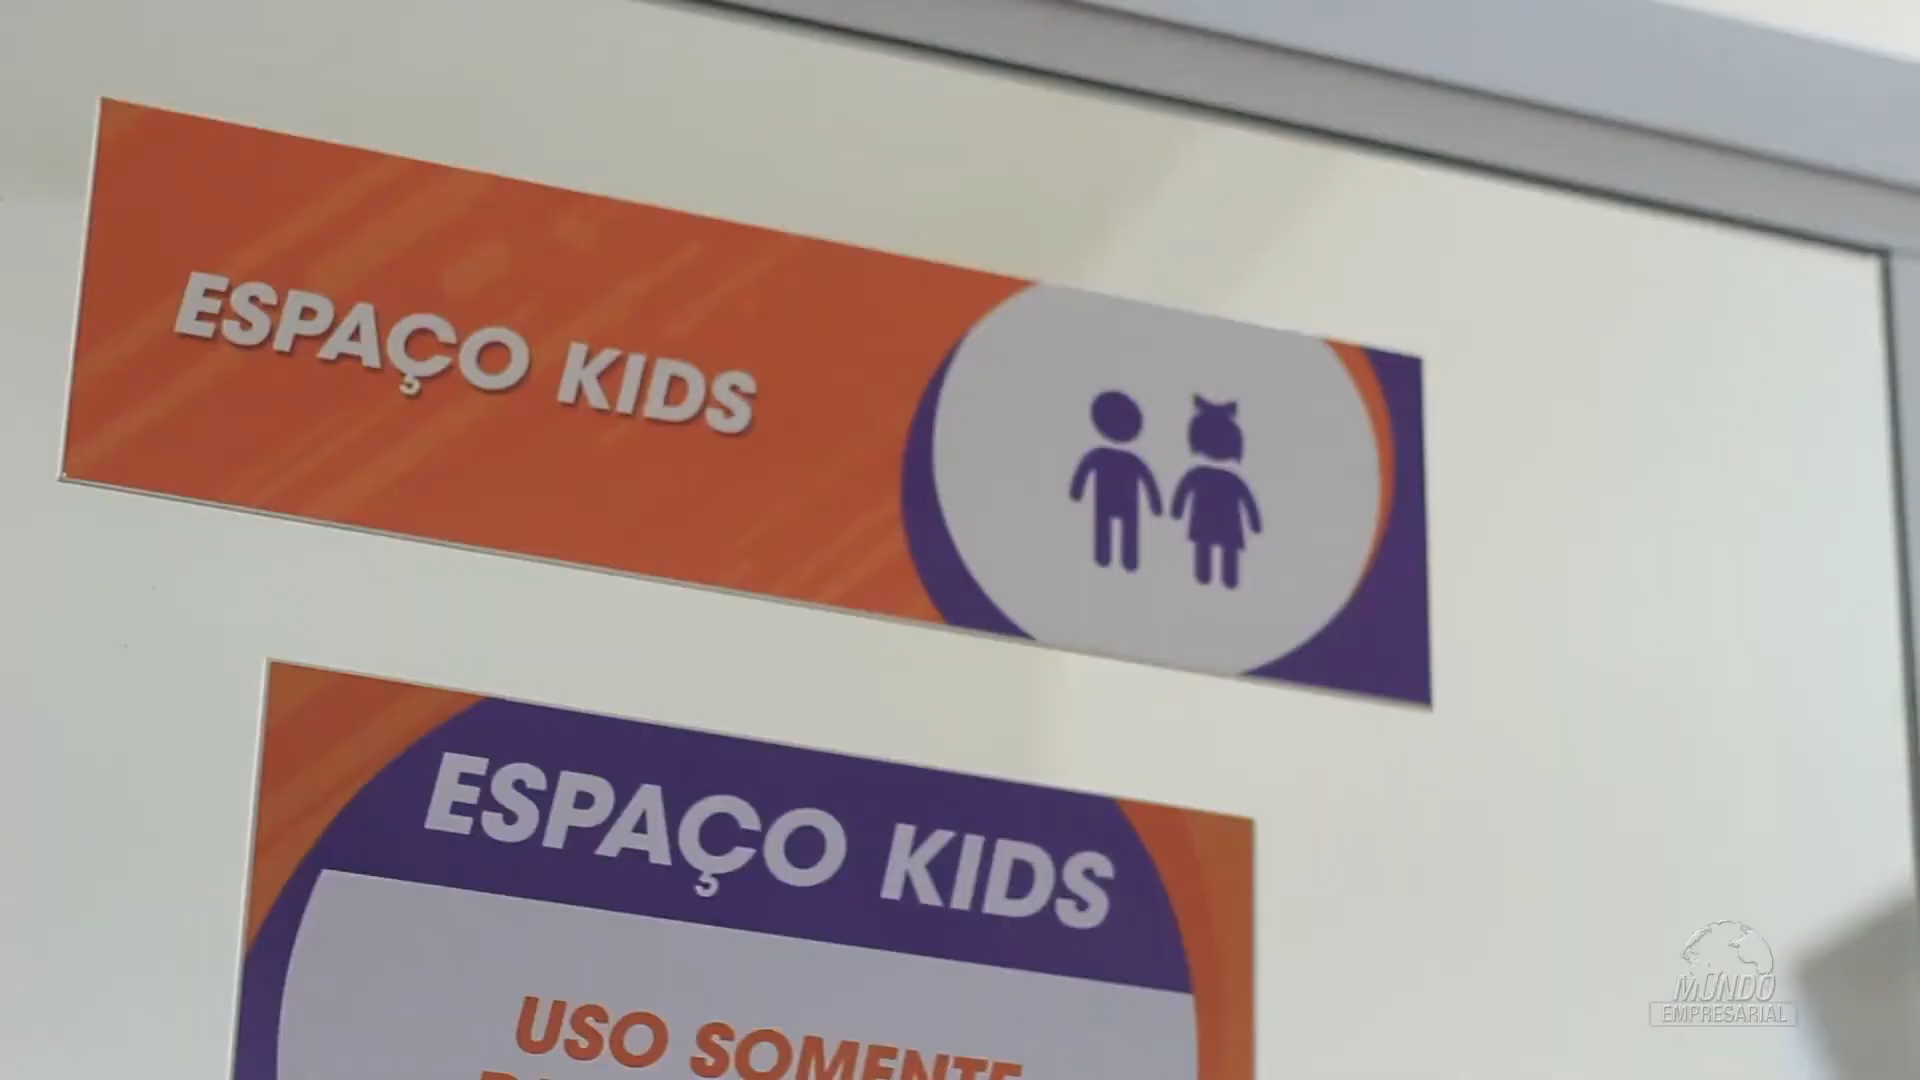 ESPAÇO KIDS
ESPAÇO KIDS
USO SOMENTE
MUNDO
EMPRESARIAL